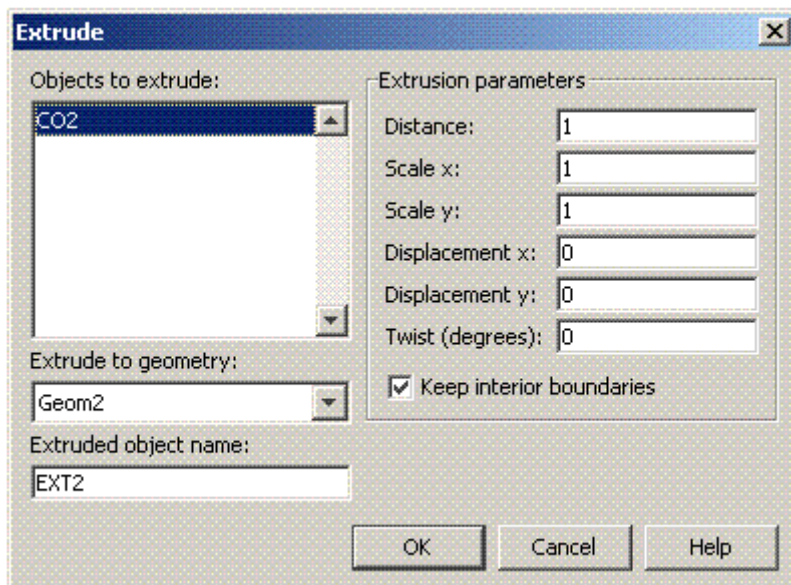 Extrude
Objects to extrude:
CO2
Extrude to geometry:
Geom2
Extruded object name:
EXT2
Extrusion parameters
Distance: 1
Scale x: 1
Scale y: 1
Displacement x: 0
Displacement y: 0
Twist (degrees): 0
Keep interior boundaries
OK Cancel Help